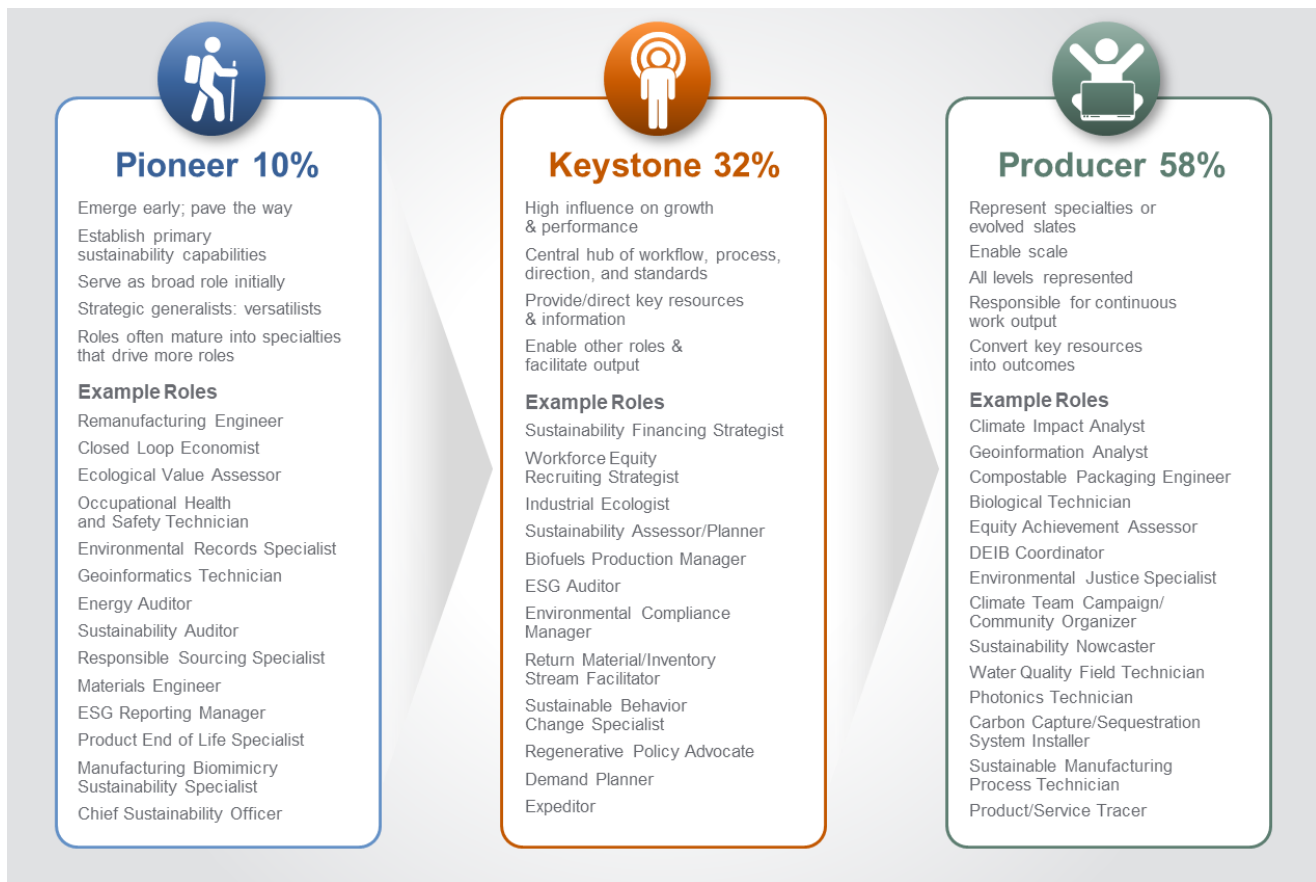 Pioneer 10%
Emerge early; pave the way
Establish primary
sustainability capabilities
Serve as broad role initially
Strategic generalists: versatilists
Roles often mature into specialties
that drive more roles
Example Roles
Remanufacturing Engineer
Closed Loop Economist
Ecological Value Assessor
Occupational Health
and Safety Technician
Environmental Records Specialist
Geoinformatics Technician
Energy Auditor
Sustainability Auditor
Responsible Sourcing Specialist
Materials Engineer
ESG Reporting Manager
Product End of Life Specialist
Manufacturing Biomimicry
Sustainability Specialist
Chief Sustainability Officer
Keystone 32%
High influence on growth
& performance
Central hub of workflow, process,
direction, and standards
Provide/direct key resources
& information
Enable other roles &
facilitate output
Example Roles
Sustainability Financing Strategist
Workforce Equity
Recruiting Strategist
Industrial Ecologist
Sustainability Assessor/Planner
Biofuels Production Manager
ESG Auditor
Environmental Compliance
Manager
Return Material/Inventory
Stream Facilitator
Sustainable Behavior
Change Specialist
Regenerative Policy Advocate
Demand Planner
Expeditor
Producer 58%
Represent specialties or
evolved slates
Enable scale
All levels represented
Responsible for continuous
work output
Convert key resources
into outcomes
Example Roles
Climate Impact Analyst
Geoinformation Analyst
Compostable Packaging Engineer
Biological Technician
Equity Achievement Assessor
DEIB Coordinator
Environmental Justice Specialist
Climate Team Campaign/
Community Organizer
Sustainability Nowcaster
Water Quality Field Technician
Photonics Technician
Carbon Capture/Sequestration
System Installer
Sustainable Manufacturing
Process Technician
Product/Service Tracer